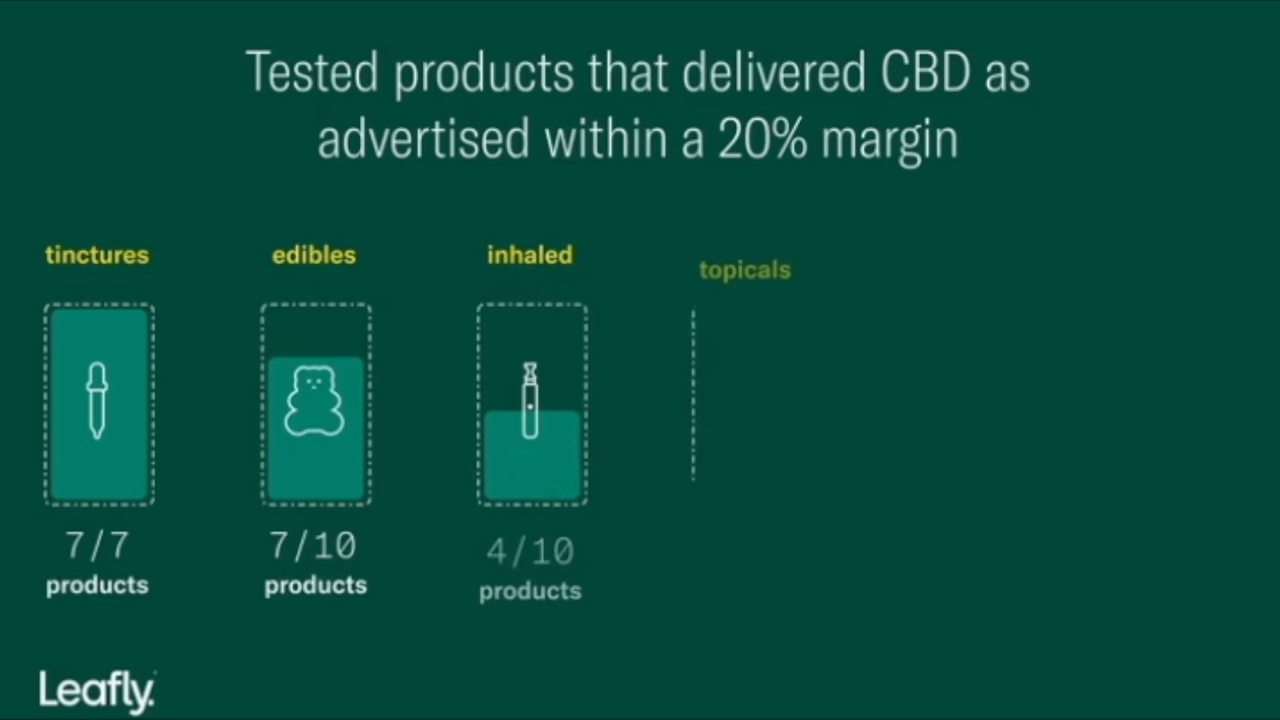 Tested products that delivered CBD as
advertised within a 20% margin
tinctures
edibles
inhaled
topicals
7/7
products
7/10
products
4/10
products
Leafly.